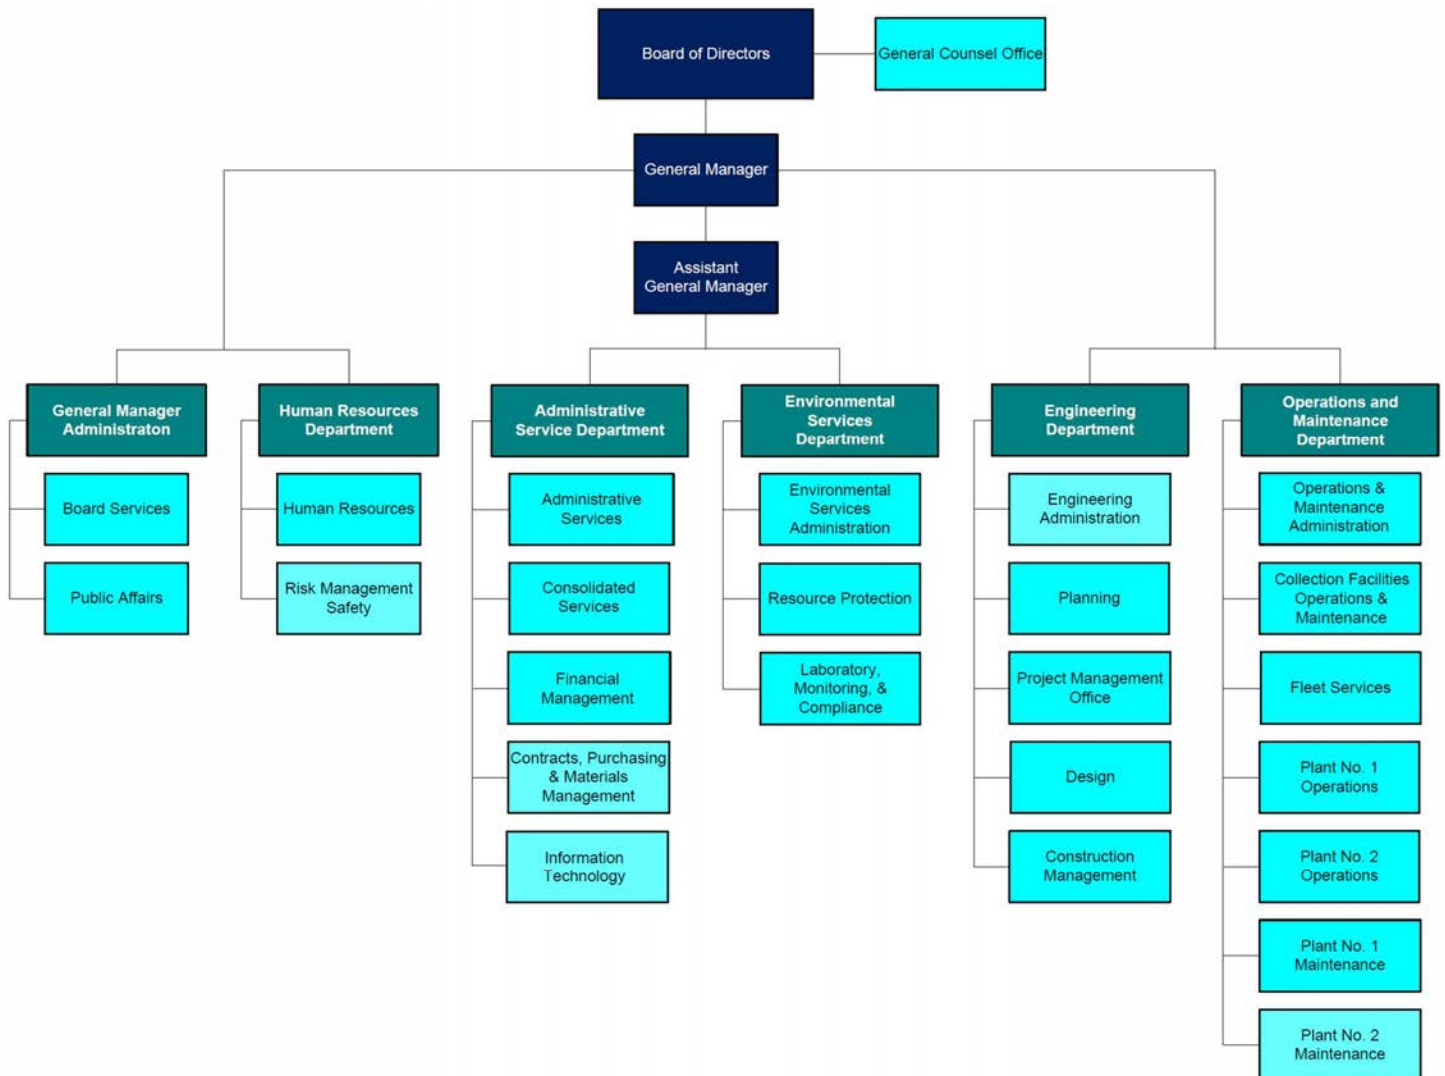 Board of Directors
General Counsel Office
General Manager
Assistant
General Manager
General Manager
Administraton
Board Services
Public Affairs
Human Resources
Department
Human Resources
Risk Management
Safety
Administrative
Service Department
Administrative
Services
Consolidated
Services
Financial
Management
Contracts, Purchasing
& Materials
Management
Information
Technology
Environmental
Services
Department
Environmental
Services
Administration
Resource Protection
Laboratory,
Monitoring, &
Compliance
Engineering
Department
Engineering
Administration
Planning
Project Management
Office
Design
Construction
Management
Operations and
Maintenance
Department
Operations &
Maintenance
Administration
Collection Facilities
Operations &
Maintenance
Fleet Services
Plant No. 1
Operations
Plant No. 2
Operations
Plant No. 1
Maintenance
Plant No. 2
Maintenance